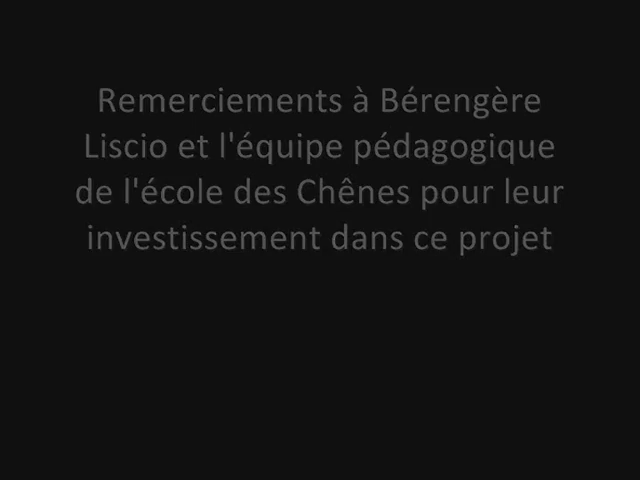 Remerciements à Bérengère
Liscio et l'équipe pédagogique
de l'école des Chênes pour leur
investissement dans ce projet